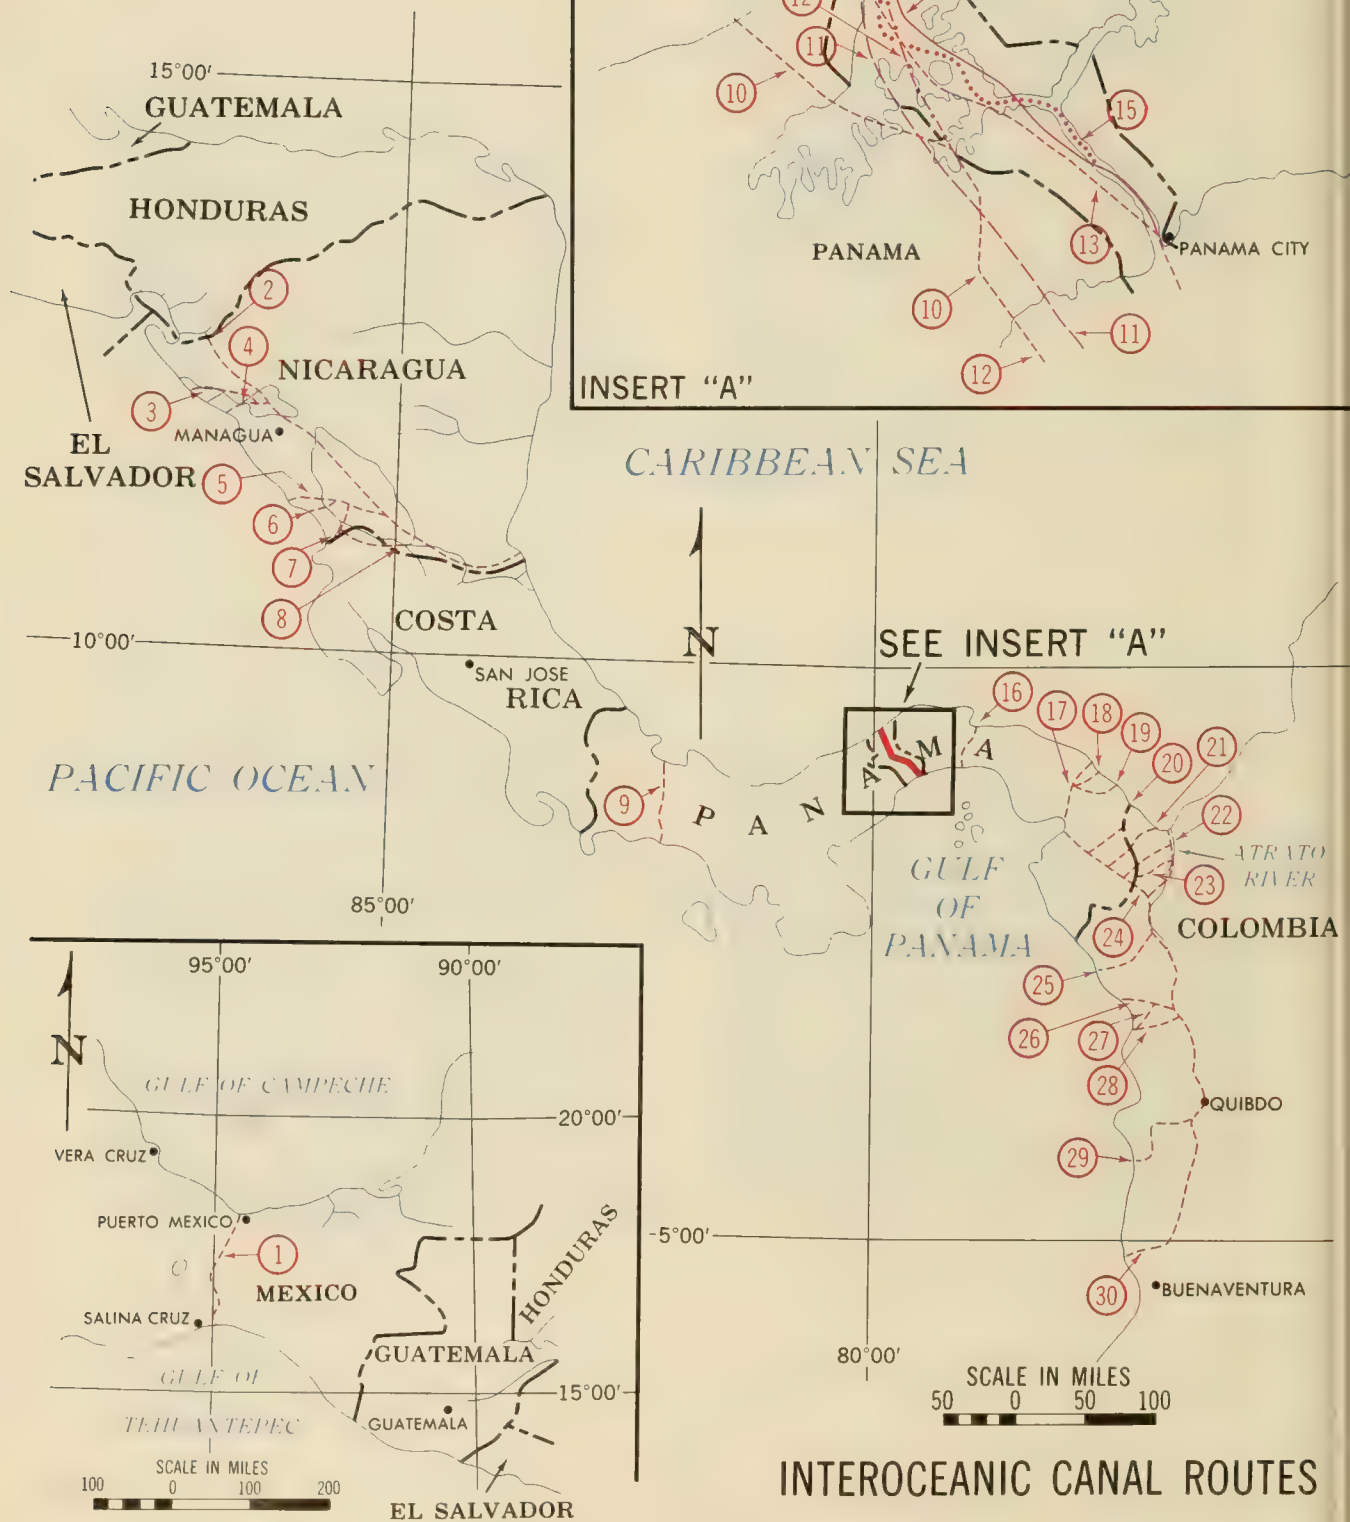 12
11
10
15
13
PANAMA
PANAMA CITY
10
11
12
INSERT "A"
15°00'
GUATEMALA
HONDURAS
2
4
NICARAGUA
3
MANAGUA
EL
SALVADOR
5
6
7
8
CARIBBEAN SEA
N
COSTA
RICA
10°00'
SAN JOSE
SEE INSERT "A"
PACIFIC OCEAN
9
PANAMA
16
17
18
19
20
21
22
ATRATO
RIVER
23
24
COLOMBIA
GULF
OF
PANAMA
25
26
27
28
QUIBDO
29
30
BUENAVENTURA
85°00'
5°00'
80°00'
SCALE IN MILES
50 0 50 100
95°00'
90°00'
N
GULF OF CAMPECHE
20°00'
VERA CRUZ
PUERTO MEXICO
1
MEXICO
SALINA CRUZ
HONDURAS
GUATEMALA
GULF OF
TEHUANTEPEC
15°00'
GUATEMALA
SCALE IN MILES
100 0 100 200
EL SALVADOR
INTEROCEANIC CANAL ROUTES